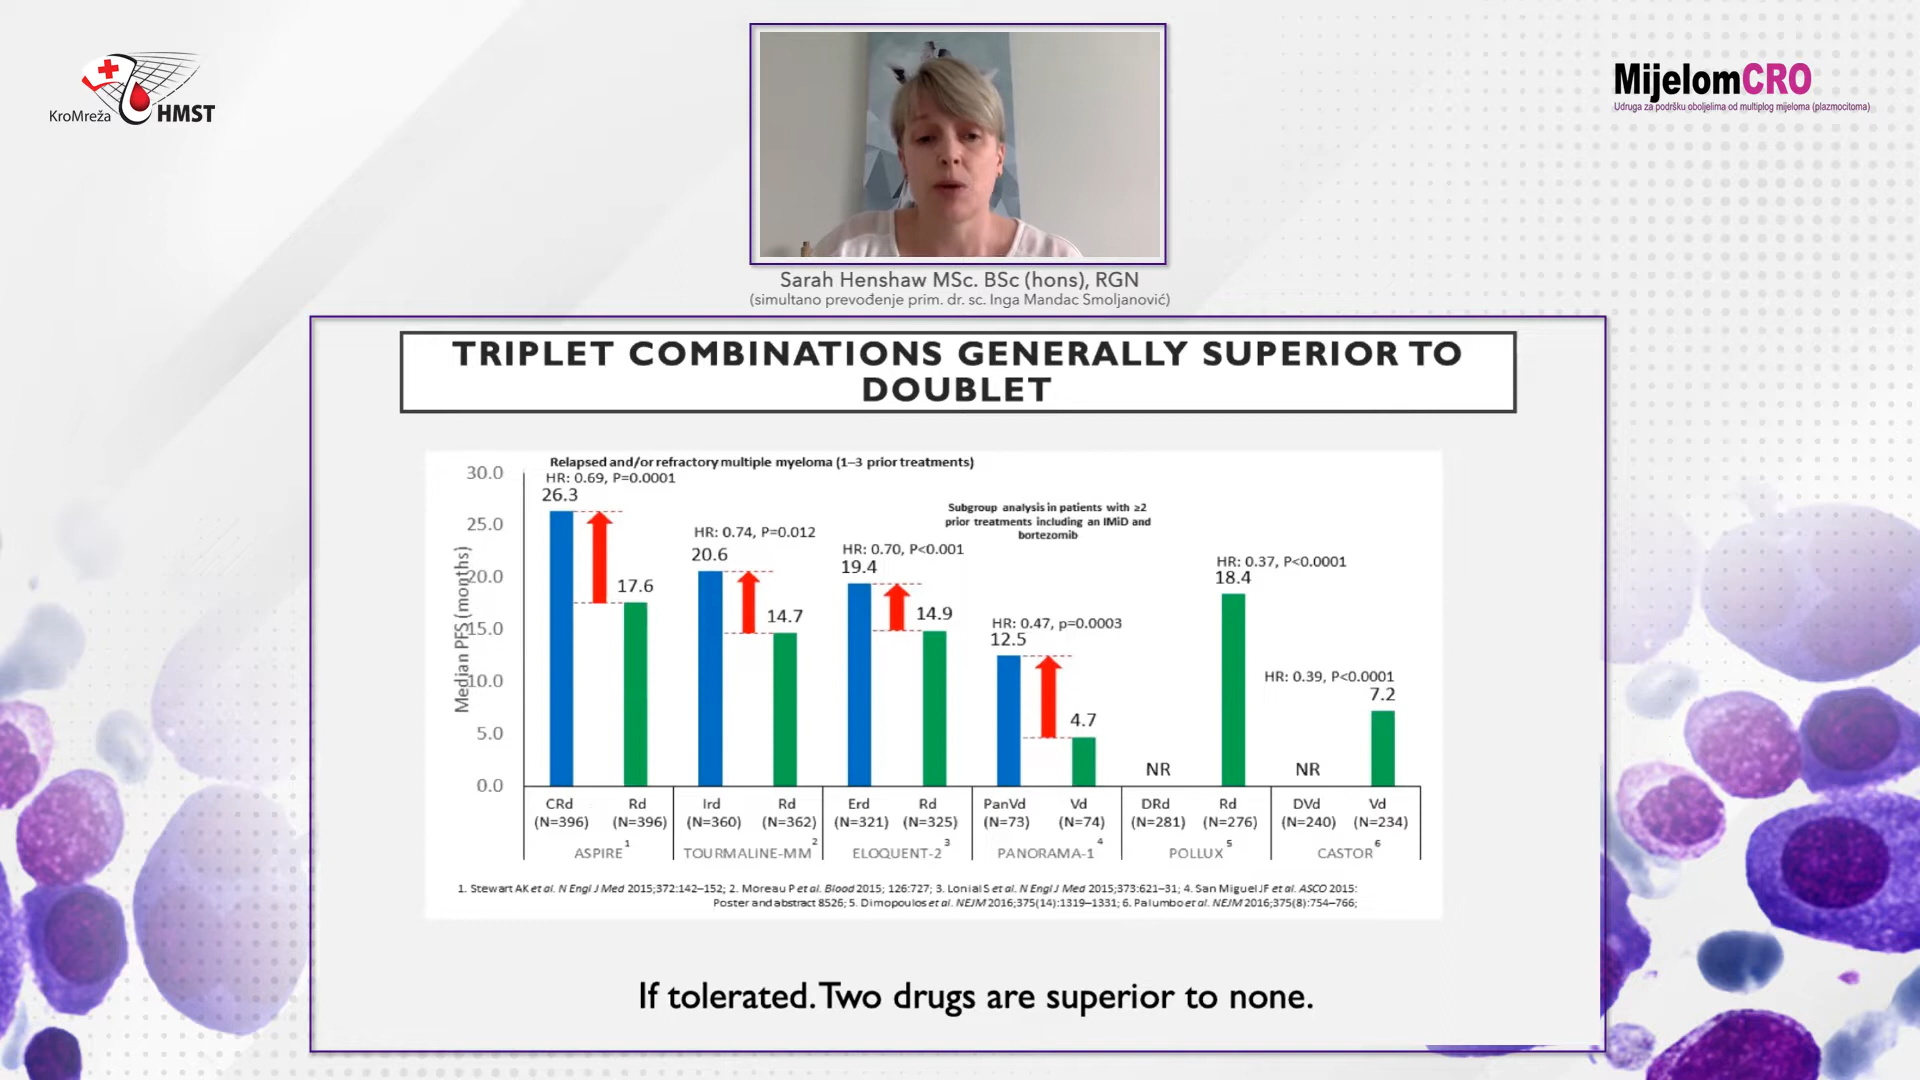 KroMreža HMST
MijelomCRO
Udruga za podršku oboljelima od multiplog mijeloma (plazmocitoma)
Sarah Henshaw MSc. BSc (hons), RGN
(simultano prevođenje prim. dr. sc. Inga Mandac Smoljanović)
TRIPLET COMBINATIONS GENERALLY SUPERIOR TO
DOUBLET
Relapsed and/or refractory multiple myeloma (1–3 prior treatments)
Subgroup analysis in patients with ≥2
prior treatments including an IMiD and
bortezomib
Median PFS (months)
30.0
25.0
20.0
15.0
10.0
5.0
0.0
HR: 0.69, P=0.0001
26.3
17.6
HR: 0.74, P=0.012
20.6
14.7
HR: 0.70, P<0.001
19.4
14.9
HR: 0.47, p=0.0003
12.5
4.7
HR: 0.37, P<0.0001
NR
18.4
HR: 0.39, P<0.0001
NR
7.2
CRd Rd Ird Rd Erd Rd PanVd Vd DRd Rd DVd Vd
(N=396) (N=396) (N=360) (N=362) (N=321) (N=325) (N=73) (N=74) (N=281) (N=276) (N=240) (N=234)
ASPIRE1 TOURMALINE-MM2 ELOQUENT-23 PANORAMA-14 POLLUX5 CASTOR6
1. Stewart AK et al. N Engl J Med 2015;372:142–152; 2. Moreau P et al. Blood 2015; 126:727; 3. Lonial S et al. N Engl J Med 2015;373:621–31; 4. San Miguel JF et al. ASCO 2015:
Poster and abstract 8526; 5. Dimopoulos et al. NEJM 2016;375(14):1319–1331; 6. Palumbo et al. NEJM 2016;375(8):754–766;
If tolerated. Two drugs are superior to none.